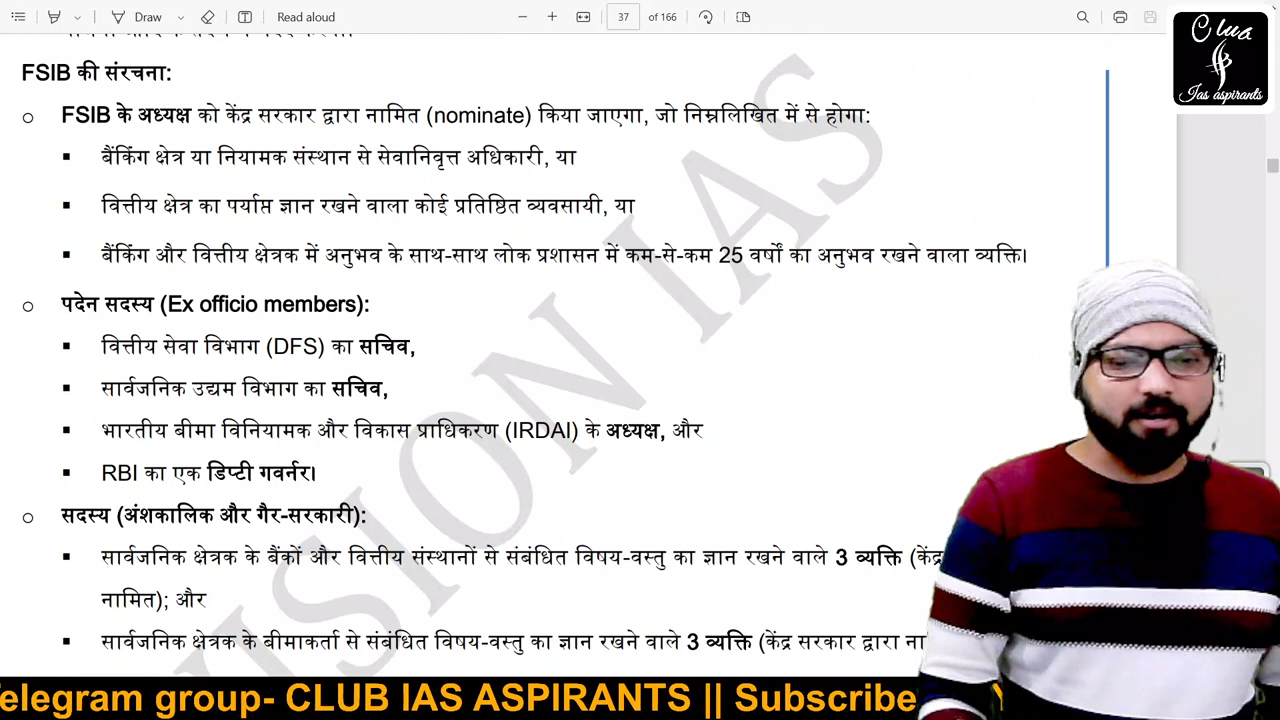 Draw
Read aloud
37 of 166
Clua
Ias aspirants
FSIB की संरचना:
o FSIB के अध्यक्ष को केंद्र सरकार द्वारा नामित (nominate) किया जाएगा, जो निम्नलिखित में से होगा:
▪ बैंकिंग क्षेत्र या नियामक संस्थान से सेवानिवृत्त अधिकारी, या
▪ वित्तीय क्षेत्र का पर्याप्त ज्ञान रखने वाला कोई प्रतिष्ठित व्यवसायी, या
▪ बैंकिंग और वित्तीय क्षेत्रक में अनुभव के साथ-साथ लोक प्रशासन में कम-से-कम 25 वर्षों का अनुभव रखने वाला व्यक्ति।
o पदेन सदस्य (Ex officio members):
▪ वित्तीय सेवा विभाग (DFS) का सचिव,
▪ सार्वजनिक उद्यम विभाग का सचिव,
▪ भारतीय बीमा विनियामक और विकास प्राधिकरण (IRDAI) के अध्यक्ष, और
▪ RBI का एक डिप्टी गवर्नर।
o सदस्य (अंशकालिक और गैर-सरकारी):
▪ सार्वजनिक क्षेत्रक के बैंकों और वित्तीय संस्थानों से संबंधित विषय-वस्तु का ज्ञान रखने वाले 3 व्यक्ति (केंद्
नामित); और
▪ सार्वजनिक क्षेत्रक के बीमाकर्ता से संबंधित विषय-वस्तु का ज्ञान रखने वाले 3 व्यक्ति (केंद्र सरकार द्वारा ना
VISION IAS
elegram group- CLUB IAS ASPIRANTS || Subscribe